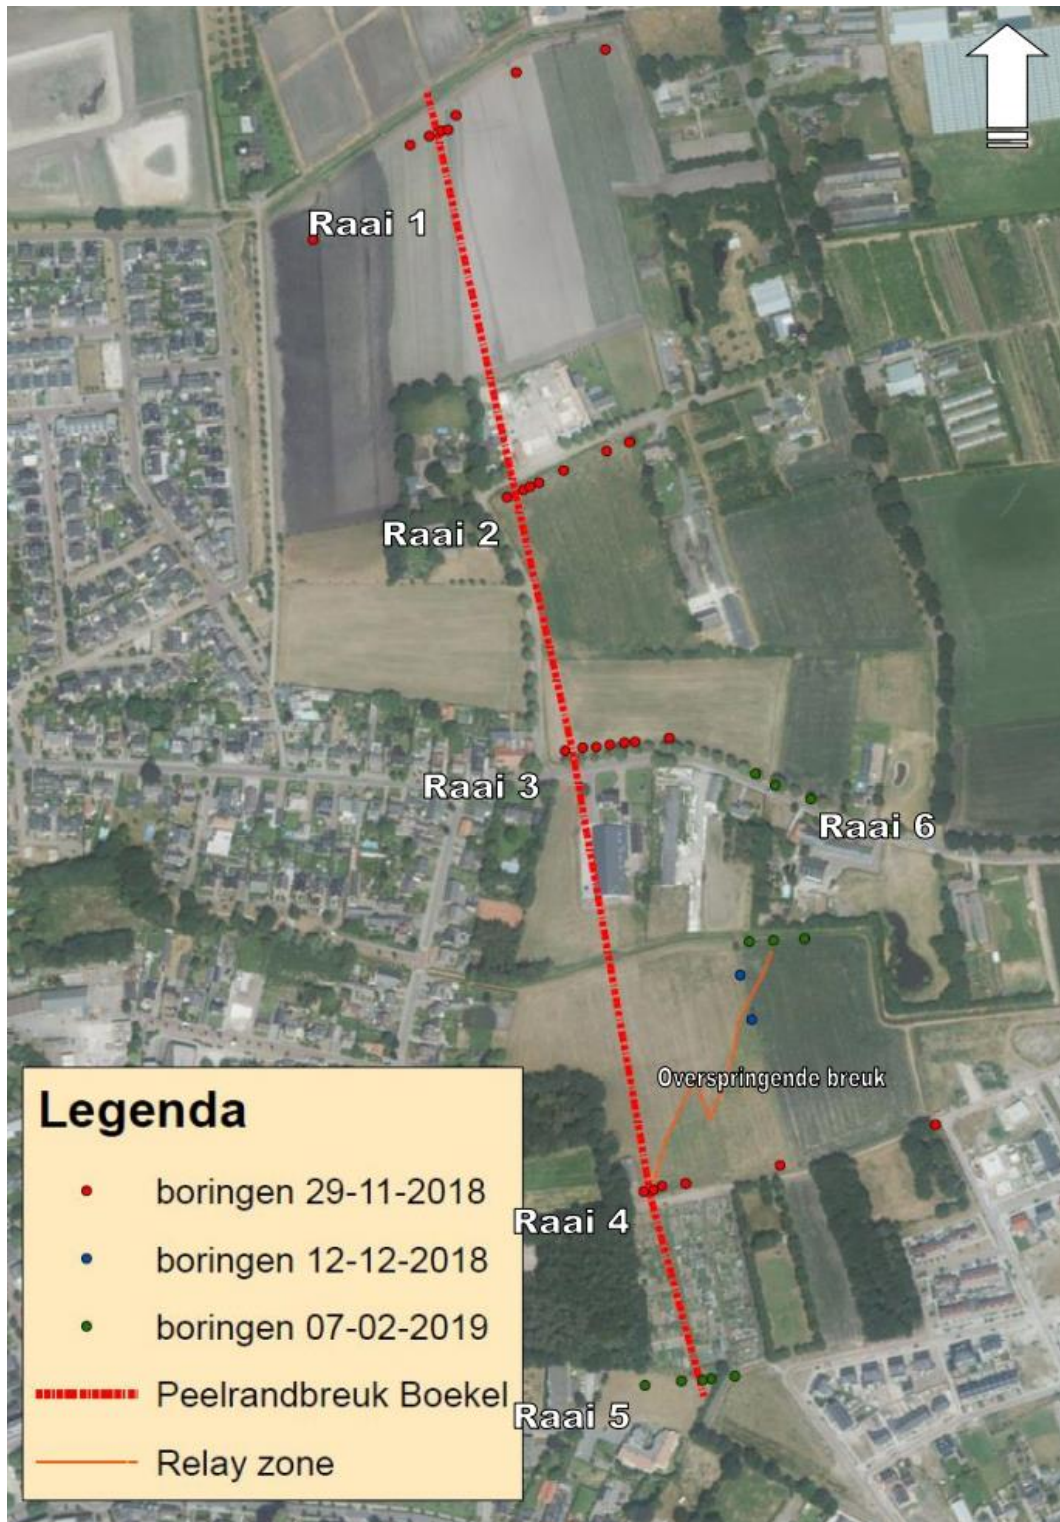 Raai 1
Raai 2
Raai 3
Raai 6
Overspringende breuk
Legenda
boringen 29-11-2018
Raai 4
boringen 12-12-2018
boringen 07-02-2019
Peelrandbreuk Boekel
Raai 5
Relay zone